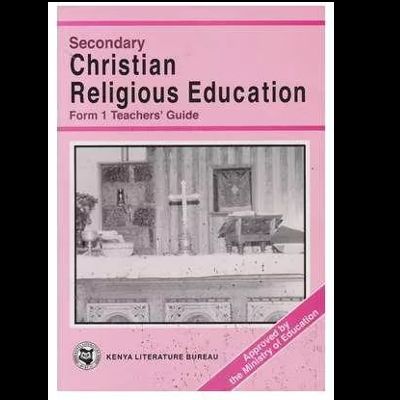 Secondary
Christian
Religious Education
Form 1 Teachers' Guide
Approved by
the Ministry of Education
KENYA LITERATURE BUREAU